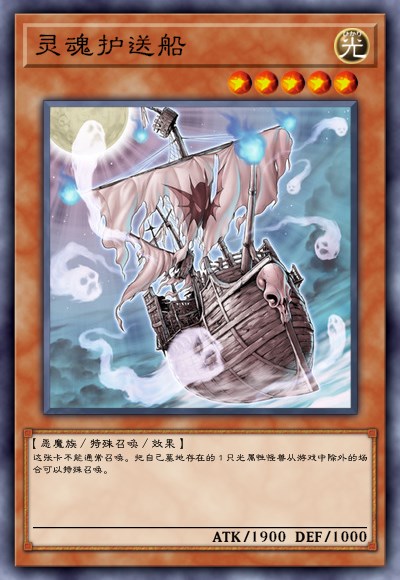 灵魂护送船
ひかり
光
【恶魔族/特殊召唤/效果】
这张卡不能通常召唤。把自己墓地存在的1只光属性怪兽从游戏中除外的场
合可以特殊召唤。
ATK/1900 DEF/1000